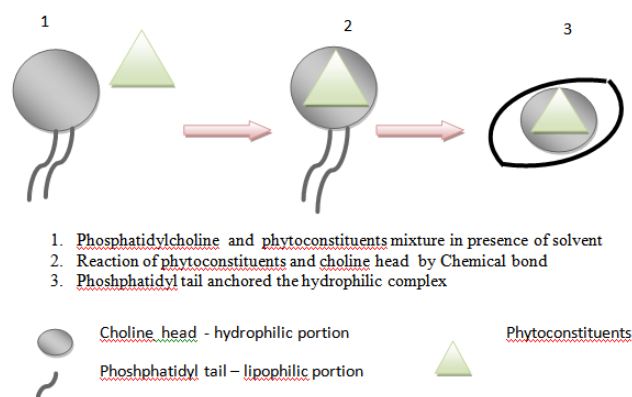 1
2
3
1. Phosphatidylcholine and phytoconstituents mixture in presence of solvent
2. Reaction of phytoconstituents and choline head by Chemical bond
3. Phoshphatidyl tail anchored the hydrophilic complex
Choline head - hydrophilic portion
Phytoconstituents
Phoshphatidyl tail – lipophilic portion